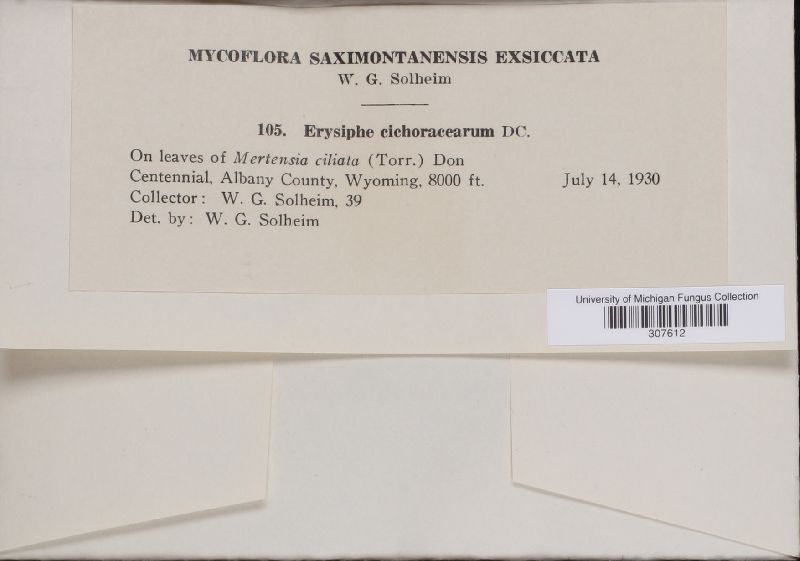 MYCOFLORA SAXIMONTANENSIS EXSICCATA
W. G. Solheim
105. Erysiphe cichoracearum DC.
On leaves of Mertensia ciliata (Torr.) Don
Centennial, Albany County, Wyoming, 8000 ft. July 14, 1930
Collector: W. G. Solheim, 39
Det. by: W. G. Solheim
University of Michigan Fungus Collection
307612